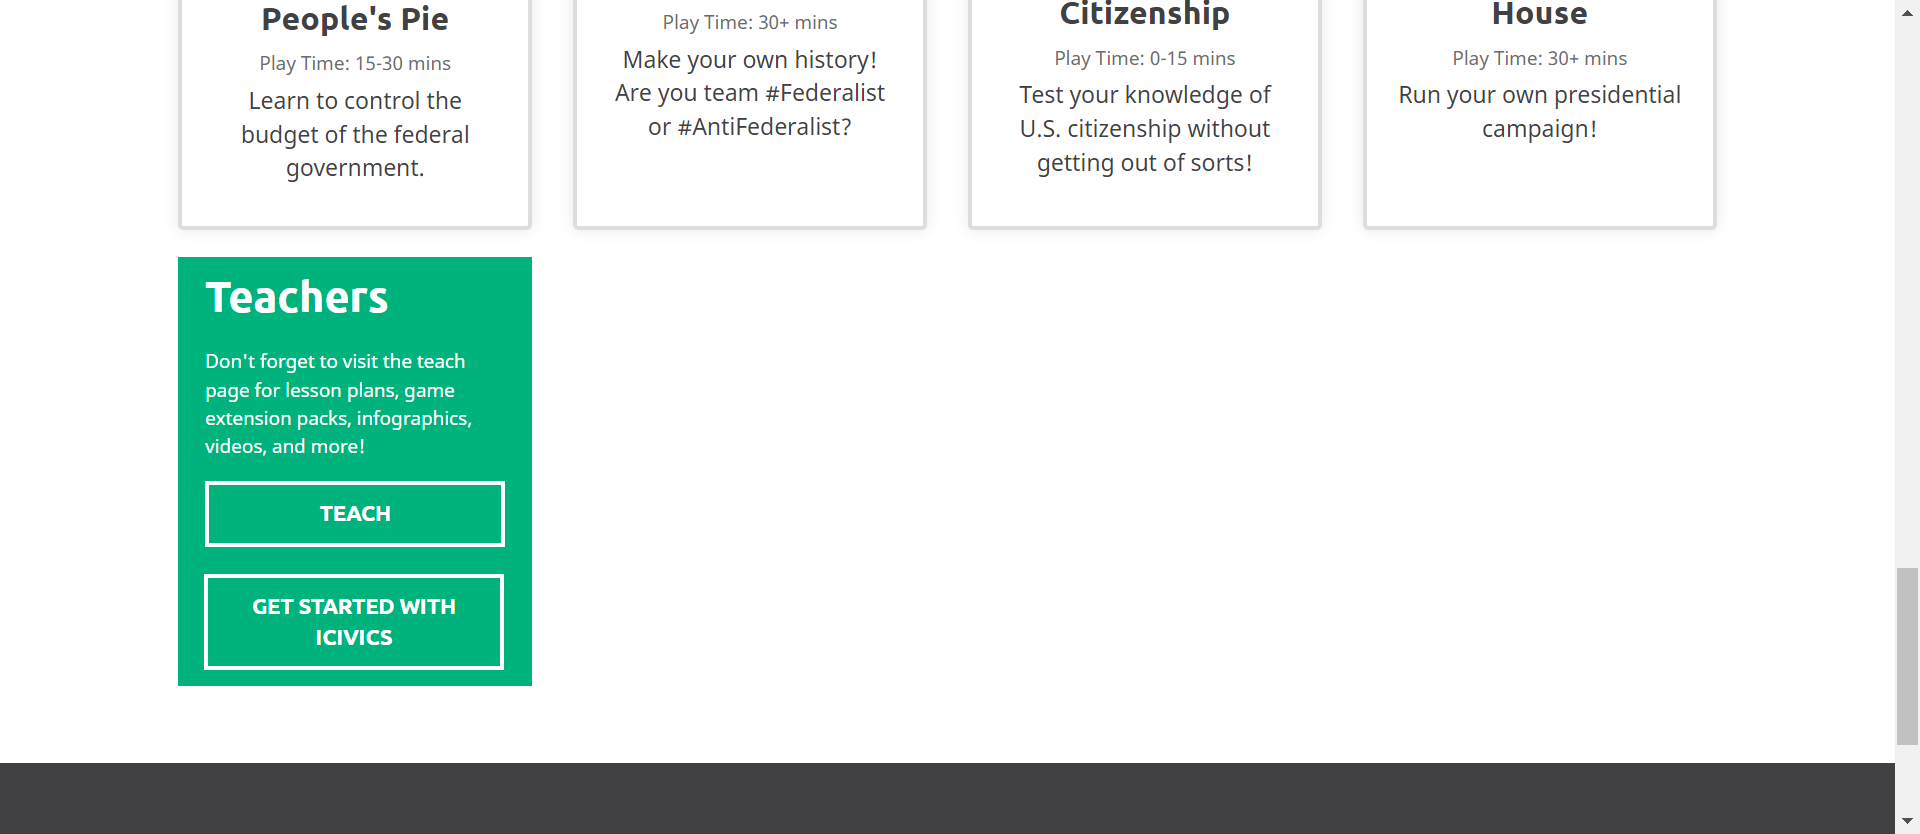 People's Pie
Play Time: 15-30 mins
Learn to control the
budget of the federal
government.
Play Time: 30+ mins
Make your own history!
Are you team #Federalist
or #AntiFederalist?
Citizenship
Play Time: 0-15 mins
Test your knowledge of
U.S. citizenship without
getting out of sorts!
House
Play Time: 30+ mins
Run your own presidential
campaign!
Teachers
Don't forget to visit the teach
page for lesson plans, game
extension packs, infographics,
videos, and more!
TEACH
GET STARTED WITH
ICIVICS